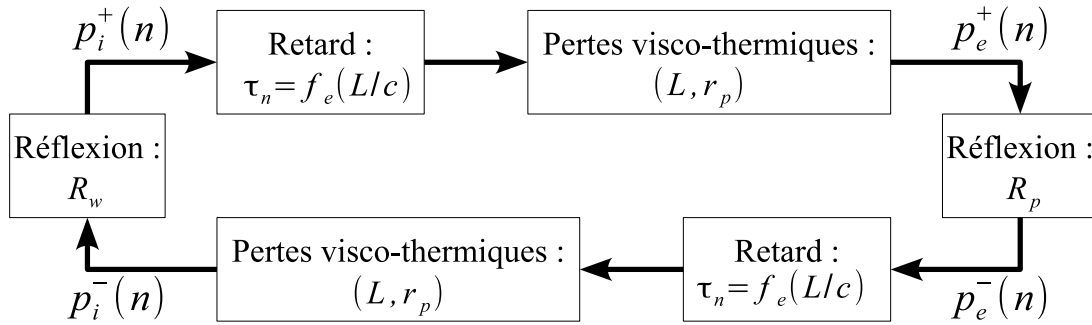 p_i^+(n)
Retard :
τ_n=f_e(L/c)
Pertes visco-thermiques :
(L,r_p)
p_e^+(n)
Réflexion :
R_w
Réflexion :
R_p
Pertes visco-thermiques :
(L,r_p)
Retard :
τ_n=f_e(L/c)
p_i^-(n)
p_e^-(n)